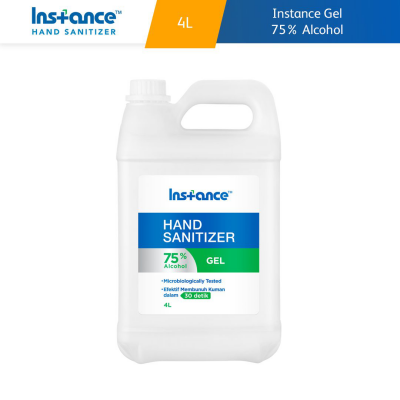 Instance™
HAND SANITIZER
4L
Instance Gel
75% Alcohol
Instance™
HAND
SANITIZER
75%
Alcohol
GEL
•Microbiologically Tested
•Efektif Membunuh Kuman
dalam 30 detik
4L